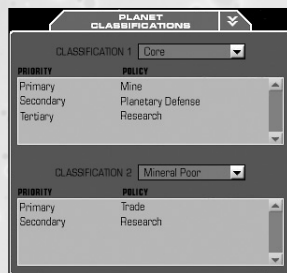 PLANET
CLASSIFICATIONS
CLASSIFICATION 1 Core
PRIORITY POLICY
Primary Mine
Secondary Planetary Defense
Tertiary Research
CLASSIFICATION 2 Mineral Poor
PRIORITY POLICY
Primary Trade
Secondary Research